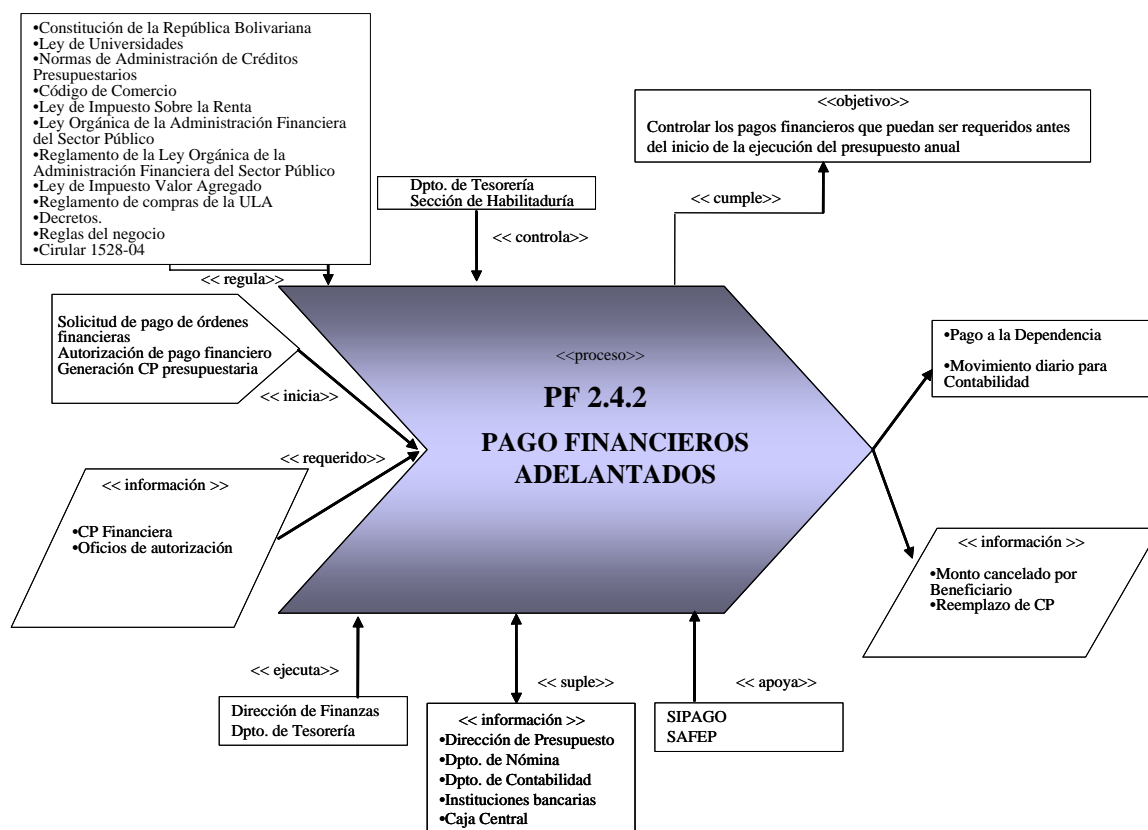 •Constitución de la República Bolivariana
•Ley de Universidades
•Normas de Administración de Créditos
Presupuestarios
•Código de Comercio
•Ley de Impuesto Sobre la Renta
•Ley Orgánica de la Administración Financiera
del Sector Público
•Reglamento de la Ley Orgánica de la
Administración Financiera del Sector Público
•Ley de Impuesto Valor Agregado
•Reglamento de compras de la ULA
•Decretos.
•Reglas del negocio
•Cirular 1528-04
<< regula>>
Dpto. de Tesorería
Sección de Habilitaduría
<< controla>>
<<objetivo>>
Controlar los pagos financieros que puedan ser requeridos antes
del inicio de la ejecución del presupuesto anual
<< cumple>>
Solicitud de pago de órdenes
financieras
Autorización de pago financiero
Generación CP presupuestaria
<< inicia>>
<< requerido>>
<< información >>
•CP Financiera
•Oficios de autorización
<<proceso>>
PF 2.4.2
PAGO FINANCIEROS
ADELANTADOS
•Pago a la Dependencia
•Movimiento diario para
Contabilidad
<< información >>
•Monto cancelado por
Beneficiario
•Reemplazo de CP
<< ejecuta>>
Dirección de Finanzas
Dpto. de Tesorería
<< suple>>
<< información >>
•Dirección de Presupuesto
•Dpto. de Nómina
•Dpto. de Contabilidad
•Instituciones bancarias
•Caja Central
<< apoya>>
SIPAGO
SAFEP